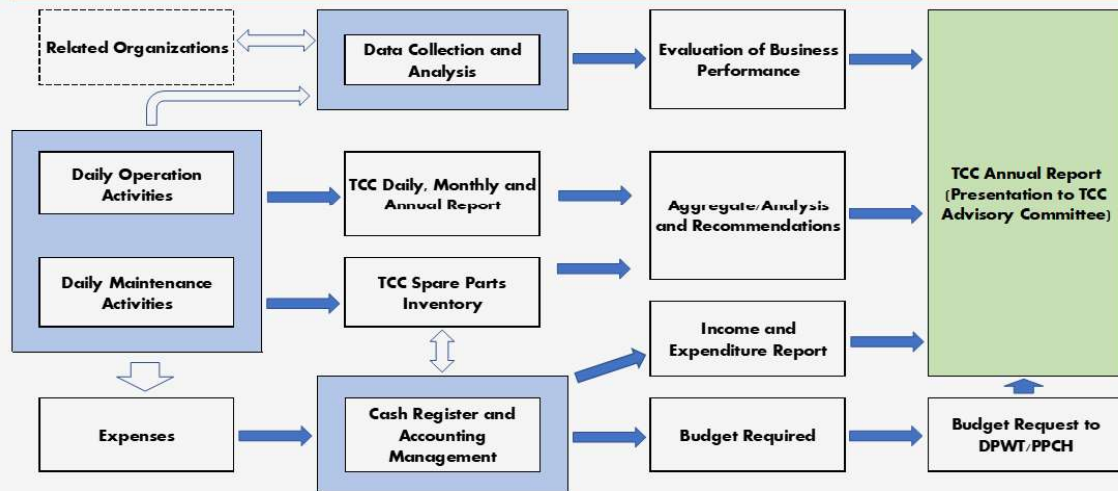 Related Organizations
Data Collection and
Analysis
Evaluation of Business
Performance
Daily Operation
Activities
TCC Daily, Monthly and
Annual Report
Aggregate/Analysis
and Recommendations
TCC Annual Report
(Presentation to TCC
Advisory Committee)
Daily Maintenance
Activities
TCC Spare Parts
Inventory
Income and
Expenditure Report
Expenses
Cash Register and
Accounting
Management
Budget Required
Budget Request to
DPWT/PPCH